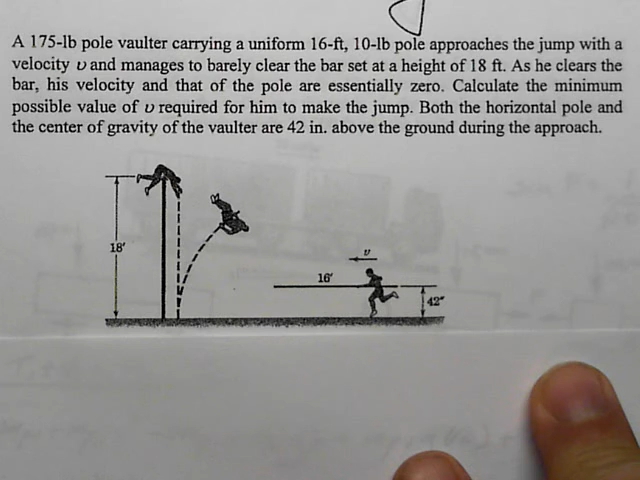 A 175-lb pole vaulter carrying a uniform 16-ft, 10-lb pole approaches the jump with a
velocity υ and manages to barely clear the bar set at a height of 18 ft. As he clears the
bar, his velocity and that of the pole are essentially zero. Calculate the minimum
possible value of υ required for him to make the jump. Both the horizontal pole and
the center of gravity of the vaulter are 42 in. above the ground during the approach.
υ
18'
16'
42"